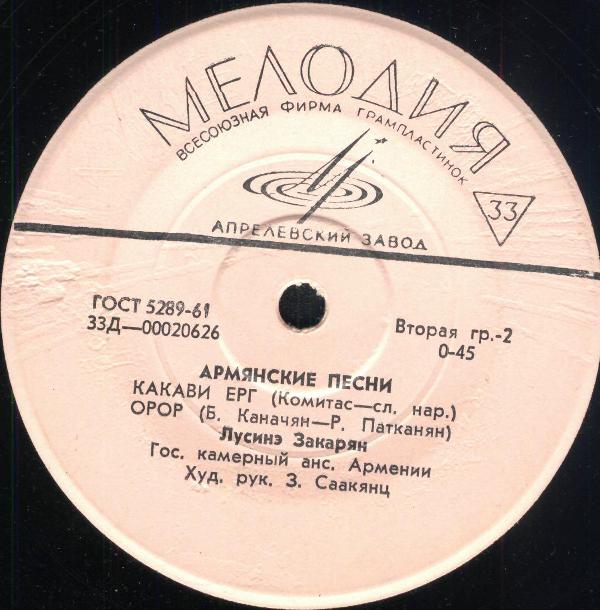 МЕЛОДИЯ
ВСЕСОЮЗНАЯ ФИРМА ГРАМПЛАСТИНОК
33
АПРЕЛЕВСКИЙ ЗАВОД
ГОСТ 5289-61
33Д—00020626
Вторая гр.-2
0-45
АРМЯНСКИЕ ПЕСНИ
КАКАВИ ЕРГ (Комитас—сл. нар.)
ОРОР (Б. Каначян—Р. Патканян)
Лусинэ Закарян
Гос. камерный анс. Армении
Худ. рук. З. Саакянц